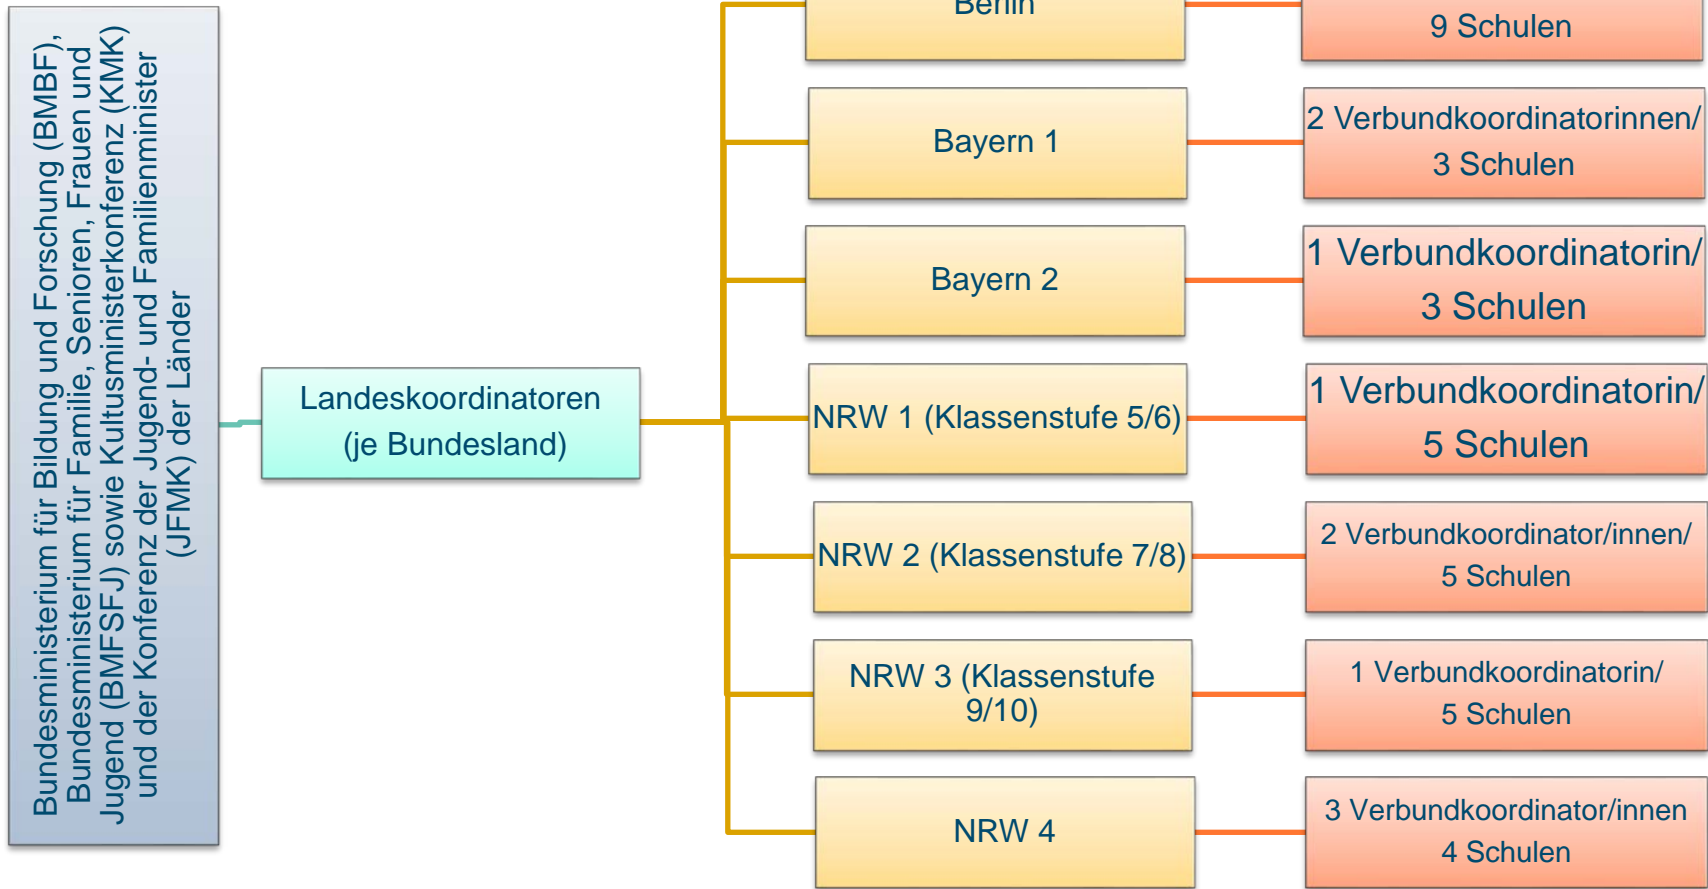 Bundesministerium für Bildung und Forschung (BMBF),
Bundesministerium für Familie, Senioren, Frauen und
Jugend (BMFSFJ) sowie Kultusministerkonferenz (KMK)
und der Konferenz der Jugend- und Familienminister
(JFMK) der Länder
Landeskoordinatoren
(je Bundesland)
Berlin
9 Schulen
Bayern 1
2 Verbundkoordinatorinnen/
3 Schulen
Bayern 2
1 Verbundkoordinatorin/
3 Schulen
NRW 1 (Klassenstufe 5/6)
1 Verbundkoordinatorin/
5 Schulen
NRW 2 (Klassenstufe 7/8)
2 Verbundkoordinator/innen/
5 Schulen
NRW 3 (Klassenstufe
9/10)
1 Verbundkoordinatorin/
5 Schulen
NRW 4
3 Verbundkoordinator/innen
4 Schulen